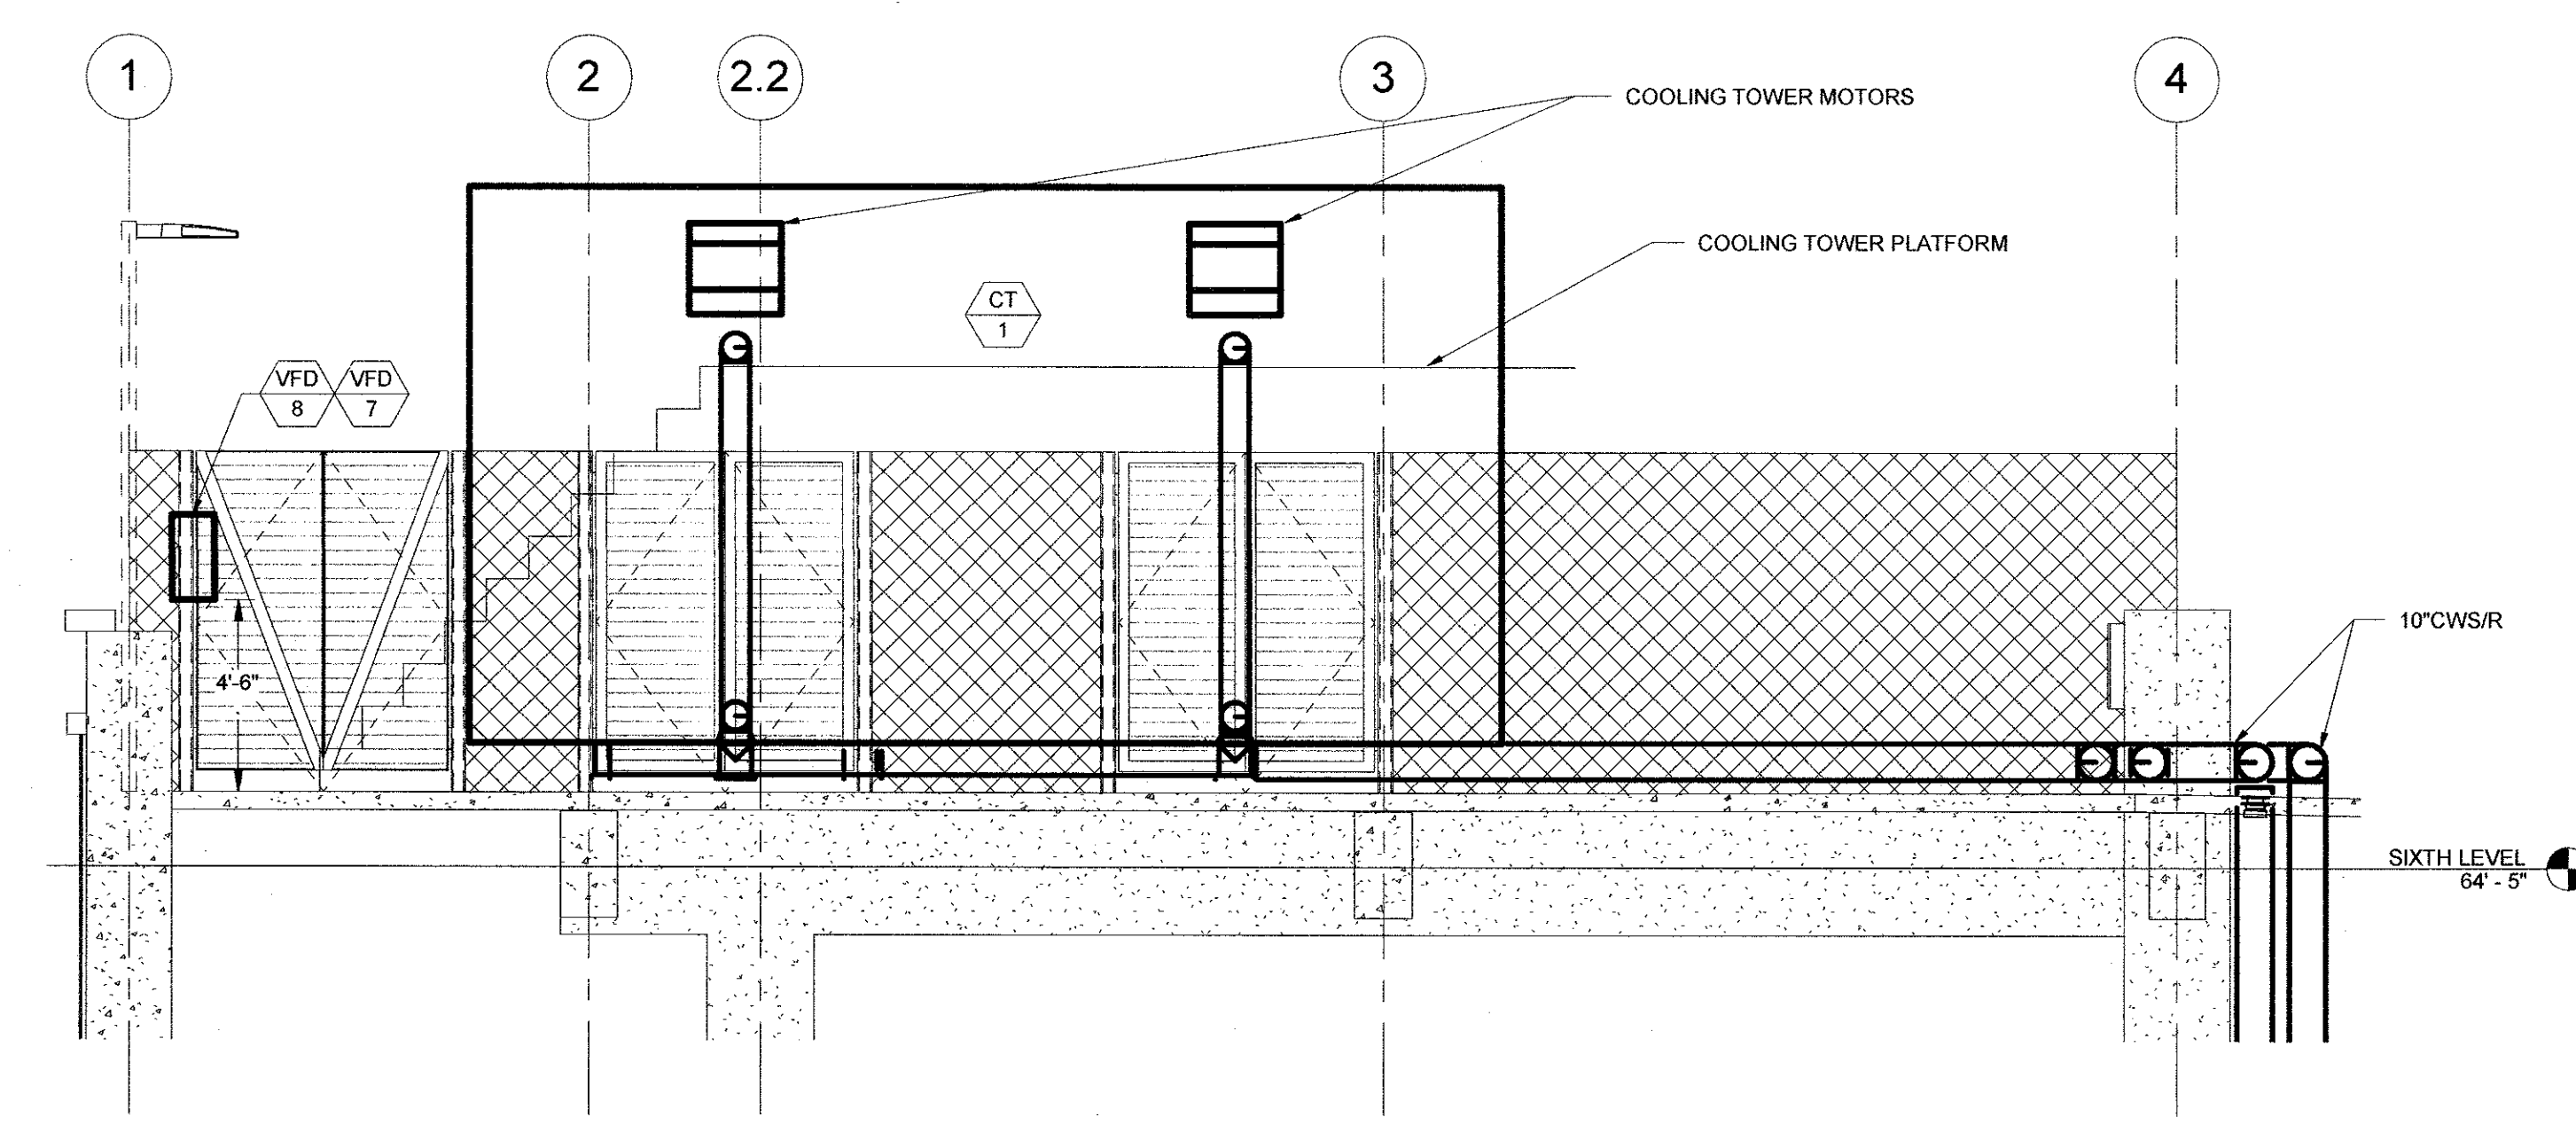 1
2
2.2
3
4
COOLING TOWER MOTORS
COOLING TOWER PLATFORM
CT
1
VFD
8
VFD
7
4'-6"
10"CWS/R
SIXTH LEVEL
64' - 5"